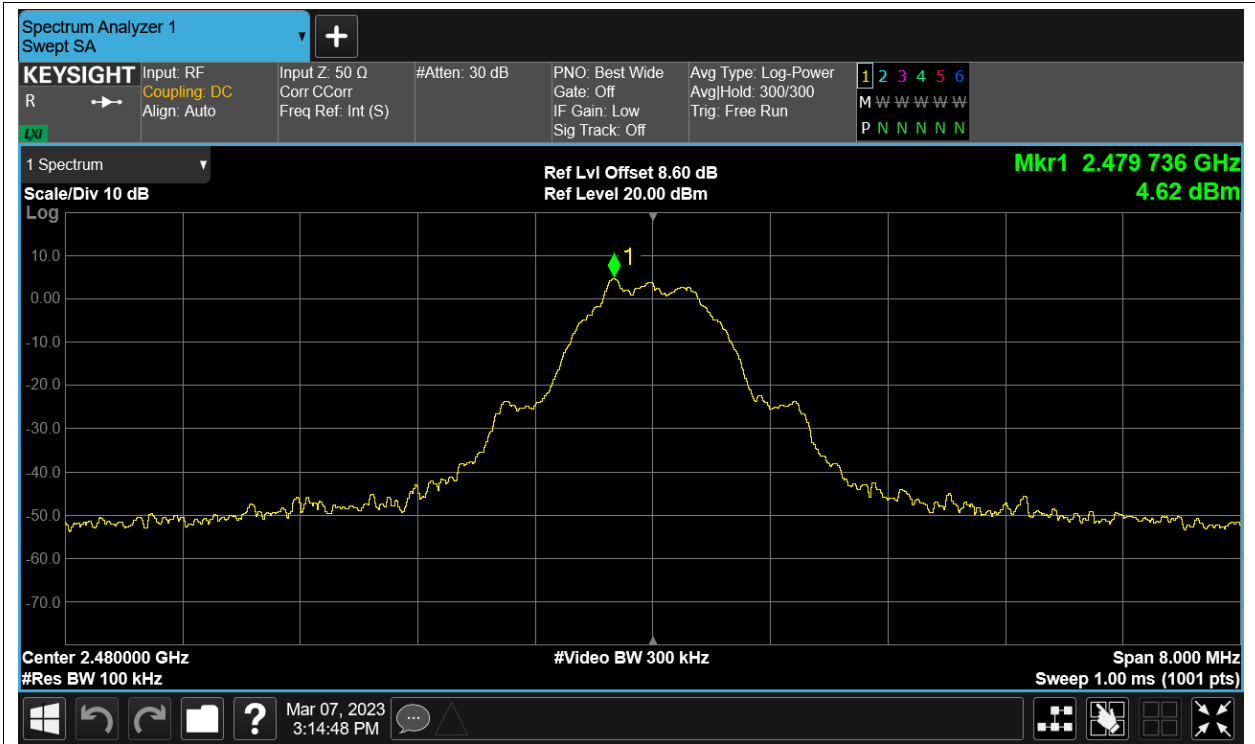 Spectrum Analyzer 1
Swept SA
KEYSIGHT
R
LXI
Input: RF
Coupling: DC
Align: Auto
Input Z: 50 Ω
Corr CCorr
Freq Ref: Int (S)
#Atten: 30 dB
PNO: Best Wide
Gate: Off
IF Gain: Low
Sig Track: Off
Avg Type: Log-Power
Avg|Hold: 300/300
Trig: Free Run
1 2 3 4 5 6
M W W W W W
P N N N N N
1 Spectrum
Scale/Div 10 dB
Log
Ref Lvl Offset 8.60 dB
Ref Level 20.00 dBm
Mkr1 2.479 736 GHz
4.62 dBm
1
10.0
0.00
-10.0
-20.0
-30.0
-40.0
-50.0
-60.0
-70.0
Center 2.480000 GHz
#Res BW 100 kHz
#Video BW 300 kHz
Span 8.000 MHz
Sweep 1.00 ms (1001 pts)
?
Mar 07, 2023
3:14:48 PM